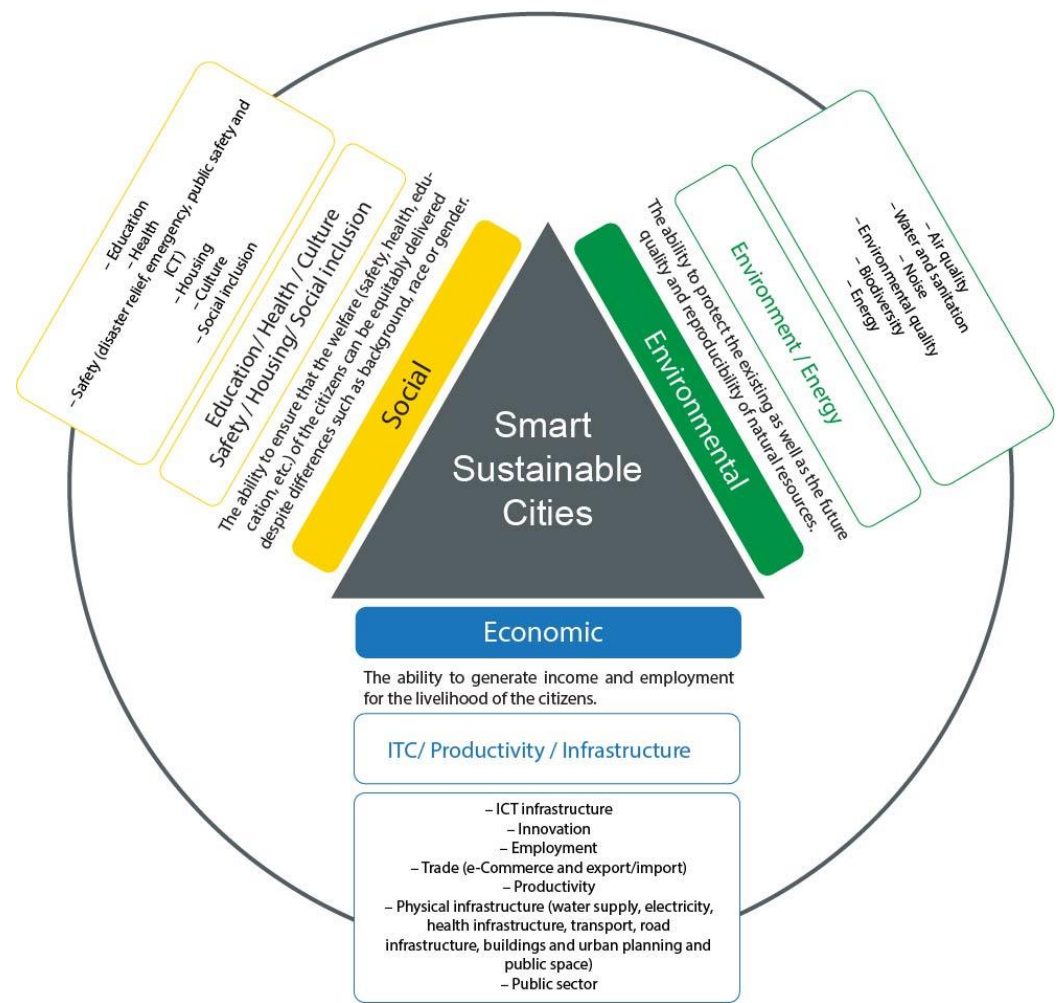 – Education
– Health
– Safety (disaster relief, emergency, public safety and
ICT)
– Housing
– Culture
– Social inclusion
Education/ Health / Culture
Safety / Housing/ Social inclusion
The ability to ensure that the welfare (safety, health, edu-
cation, etc.) of the citizens can be equitably delivered
despite differences such as background, race or gender.
Social
Smart
Sustainable
Cities
– Air quality
– Water and sanitation
– Noise
– Environmental quality
– Biodiversity
– Energy
Environment / Energy
The ability to protect the existing as well as the future
quality and reproducibility of natural resources.
Environmental
Economic
The ability to generate income and employment
for the livelihood of the citizens.
ITC/ Productivity / Infrastructure
– ICT infrastructure
– Innovation
– Employment
– Trade (e-Commerce and export/import)
– Productivity
– Physical infrastructure (water supply, electricity,
health infrastructure, transport, road
infrastructure, buildings and urban planning and
public space)
– Public sector